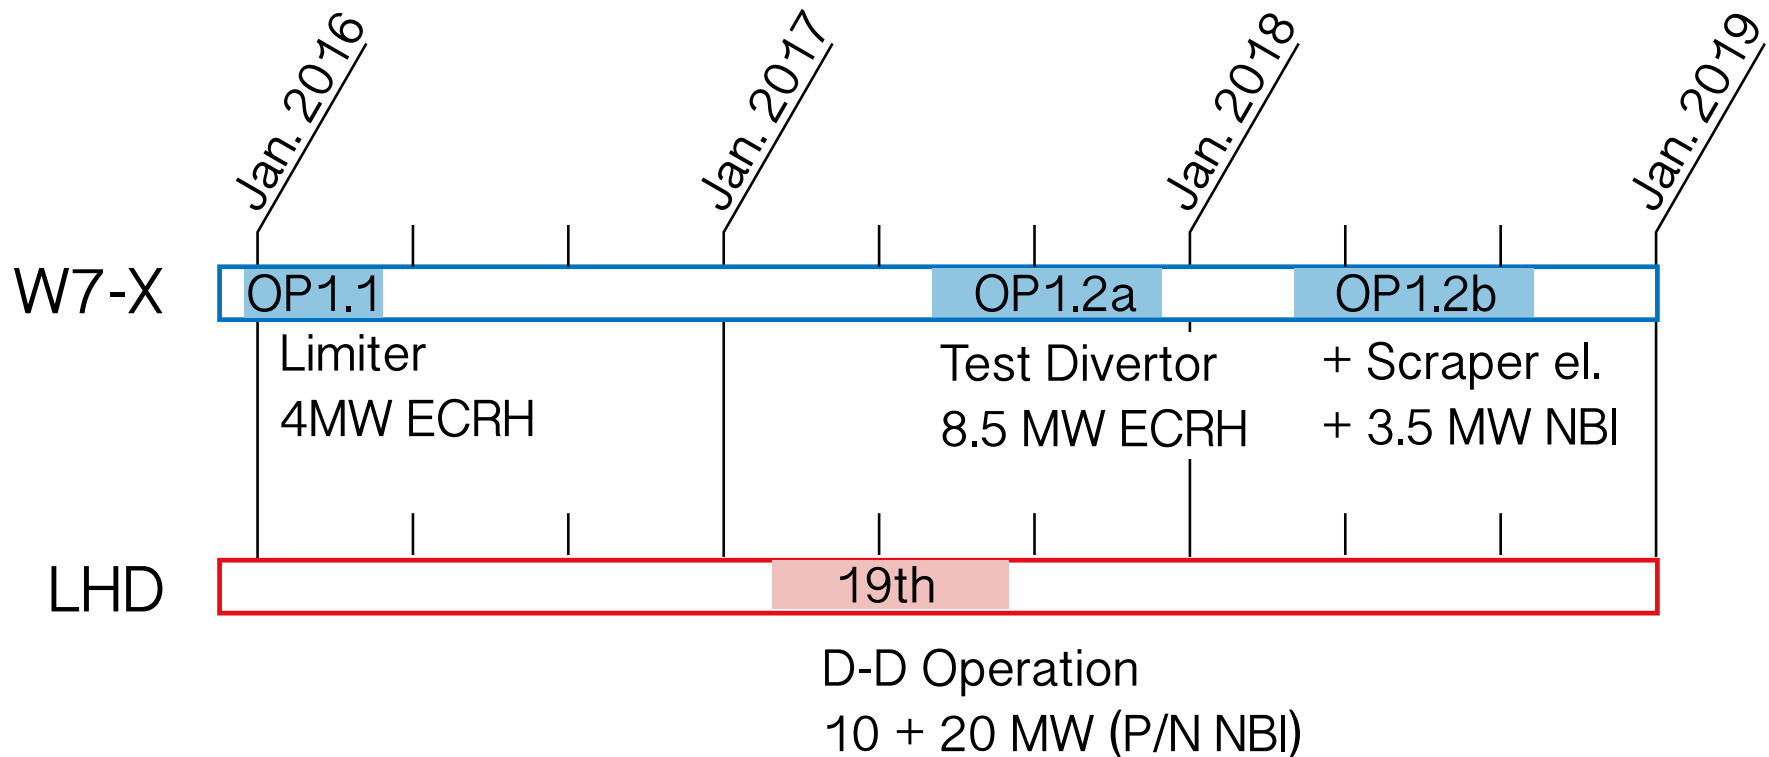 Jan. 2016
Jan. 2017
Jan. 2018
Jan. 2019
W7-X
OP1.1
OP1.2a
OP1.2b
Limiter
4MW ECRH
Test Divertor
8.5 MW ECRH
+ Scraper el.
+ 3.5 MW NBI
LHD
19th
D-D Operation
10 + 20 MW (P/N NBI)